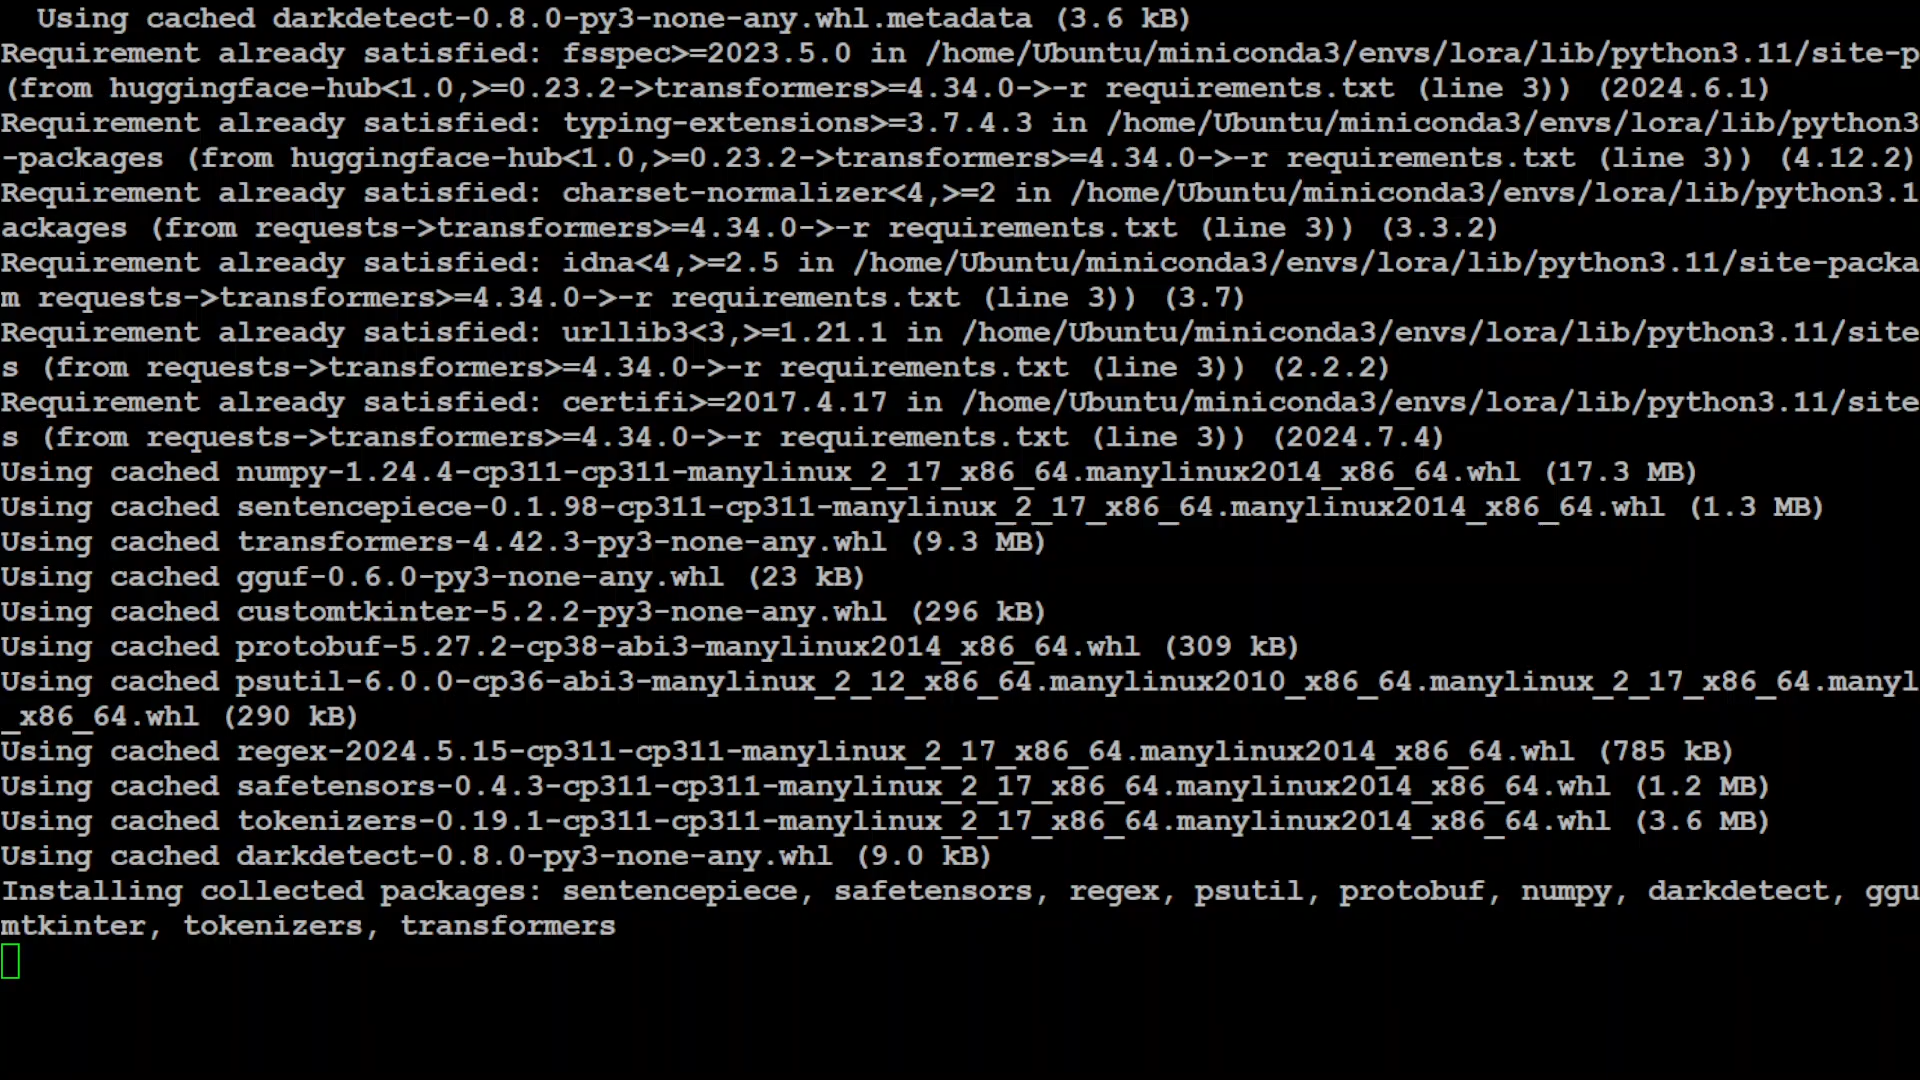 Using cached darkdetect-0.8.0-py3-none-any.whl.metadata (3.6 kB)
Requirement already satisfied: fsspec>=2023.5.0 in /home/Ubuntu/miniconda3/envs/lora/lib/python3.11/site-p
(from huggingface-hub<1.0,>=0.23.2->transformers>=4.34.0->-r requirements.txt (line 3)) (2024.6.1)
Requirement already satisfied: typing-extensions>=3.7.4.3 in /home/Ubuntu/miniconda3/envs/lora/lib/python3
-packages (from huggingface-hub<1.0,>=0.23.2->transformers>=4.34.0->-r requirements.txt (line 3)) (4.12.2)
Requirement already satisfied: charset-normalizer<4,>=2 in /home/Ubuntu/miniconda3/envs/lora/lib/python3.1
ackages (from requests->transformers>=4.34.0->-r requirements.txt (line 3)) (3.3.2)
Requirement already satisfied: idna<4,>=2.5 in /home/Ubuntu/miniconda3/envs/lora/lib/python3.11/site-packa
m requests->transformers>=4.34.0->-r requirements.txt (line 3)) (3.7)
Requirement already satisfied: urllib3<3,>=1.21.1 in /home/Ubuntu/miniconda3/envs/lora/lib/python3.11/site
s (from requests->transformers>=4.34.0->-r requirements.txt (line 3)) (2.2.2)
Requirement already satisfied: certifi>=2017.4.17 in /home/Ubuntu/miniconda3/envs/lora/lib/python3.11/site
s (from requests->transformers>=4.34.0->-r requirements.txt (line 3)) (2024.7.4)
Using cached numpy-1.24.4-cp311-cp311-manylinux_2_17_x86_64.manylinux2014_x86_64.whl (17.3 MB)
Using cached sentencepiece-0.1.98-cp311-cp311-manylinux_2_17_x86_64.manylinux2014_x86_64.whl (1.3 MB)
Using cached transformers-4.42.3-py3-none-any.whl (9.3 MB)
Using cached gguf-0.6.0-py3-none-any.whl (23 kB)
Using cached customtkinter-5.2.2-py3-none-any.whl (296 kB)
Using cached protobuf-5.27.2-cp38-abi3-manylinux2014_x86_64.whl (309 kB)
Using cached psutil-6.0.0-cp36-abi3-manylinux_2_12_x86_64.manylinux2010_x86_64.manylinux_2_17_x86_64.manyl
_x86_64.whl (290 kB)
Using cached regex-2024.5.15-cp311-cp311-manylinux_2_17_x86_64.manylinux2014_x86_64.whl (785 kB)
Using cached safetensors-0.4.3-cp311-cp311-manylinux_2_17_x86_64.manylinux2014_x86_64.whl (1.2 MB)
Using cached tokenizers-0.19.1-cp311-cp311-manylinux_2_17_x86_64.manylinux2014_x86_64.whl (3.6 MB)
Using cached darkdetect-0.8.0-py3-none-any.whl (9.0 kB)
Installing collected packages: sentencepiece, safetensors, regex, psutil, protobuf, numpy, darkdetect, ggu
mtkinter, tokenizers, transformers